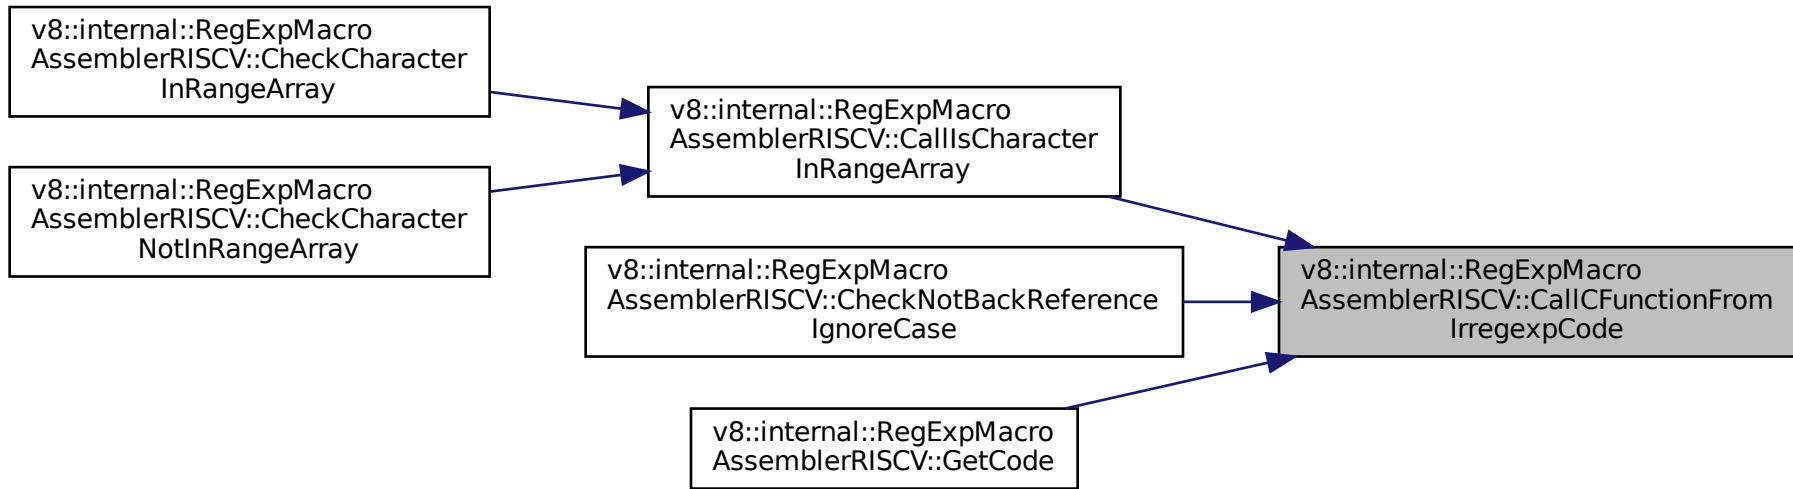 v8::internal::RegExpMacro
AssemblerRISCV::CheckCharacter
InRangeArray
v8::internal::RegExpMacro
AssemblerRISCV::CheckCharacter
NotInRangeArray
v8::internal::RegExpMacro
AssemblerRISCV::CallIsCharacter
InRangeArray
v8::internal::RegExpMacro
AssemblerRISCV::CheckNotBackReference
IgnoreCase
v8::internal::RegExpMacro
AssemblerRISCV::GetCode
v8::internal::RegExpMacro
AssemblerRISCV::CallCFunctionFrom
IrregexpCode